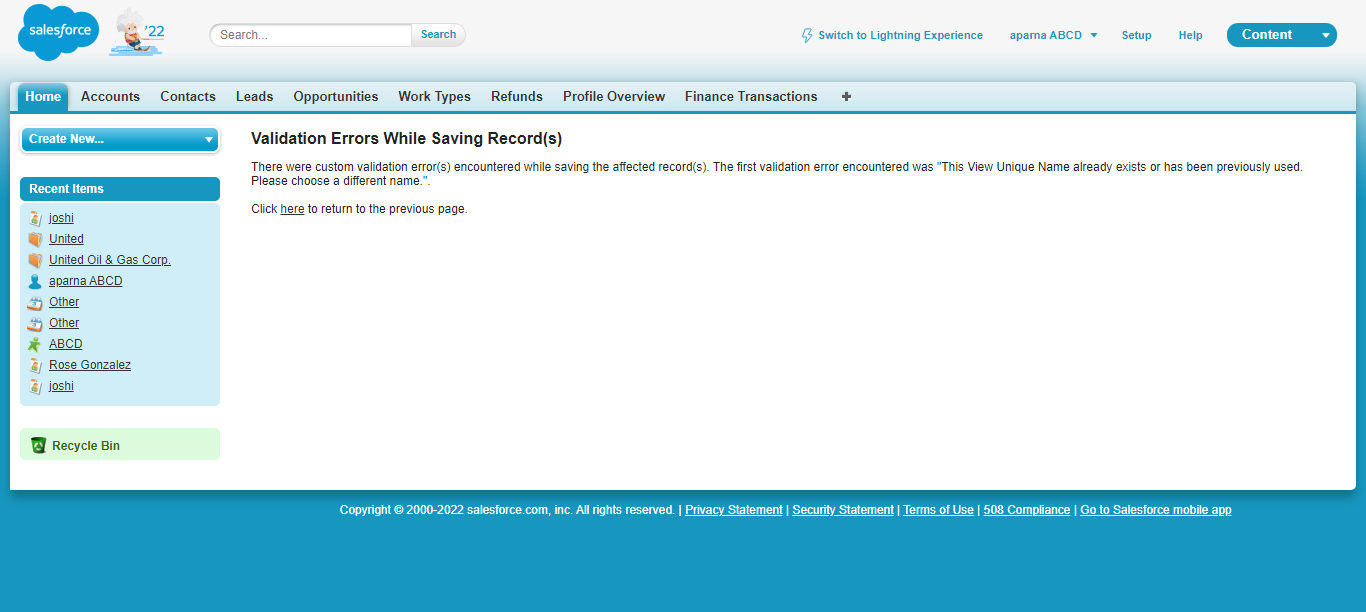 salesforce
'22
Search...
Search
Switch to Lightning Experience
aparna ABCD
Setup
Help
Content
Home
Accounts
Contacts
Leads
Opportunities
Work Types
Refunds
Profile Overview
Finance Transactions
+
Create New...
Recent Items
joshi
United
United Oil & Gas Corp.
aparna ABCD
Other
Other
ABCD
Rose Gonzalez
joshi
Recycle Bin
Validation Errors While Saving Record(s)
There were custom validation error(s) encountered while saving the affected record(s). The first validation error encountered was "This View Unique Name already exists or has been previously used.
Please choose a different name.".
Click here to return to the previous page.
Copyright © 2000-2022 salesforce.com, inc. All rights reserved. | Privacy Statement | Security Statement | Terms of Use | 508 Compliance | Go to Salesforce mobile app